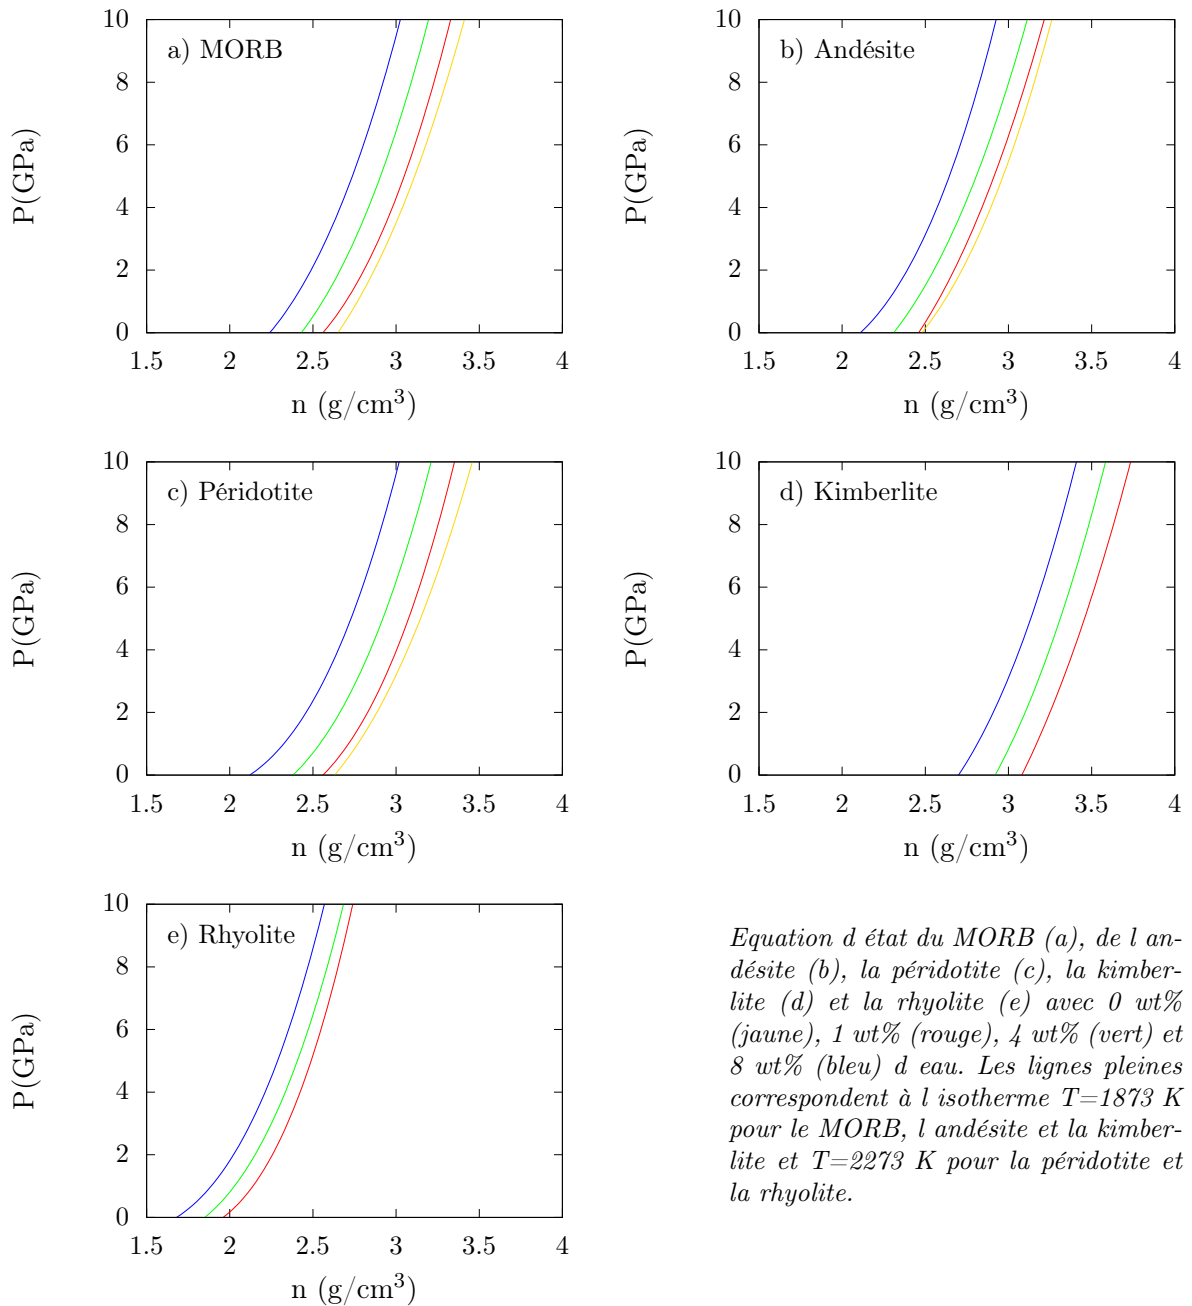 a) MORB
P(GPa)
10
8
6
4
2
0
1.5 2 2.5 3 3.5 4
n (g/cm³)
b) Andésite
P(GPa)
10
8
6
4
2
0
1.5 2 2.5 3 3.5 4
n (g/cm³)
c) Péridotite
P(GPa)
10
8
6
4
2
0
1.5 2 2.5 3 3.5 4
n (g/cm³)
d) Kimberlite
P(GPa)
10
8
6
4
2
0
1.5 2 2.5 3 3.5 4
n (g/cm³)
e) Rhyolite
P(GPa)
10
8
6
4
2
0
1.5 2 2.5 3 3.5 4
n (g/cm³)
Equation d état du MORB (a), de l an-
désite (b), la péridotite (c), la kimber-
lite (d) et la rhyolite (e) avec 0 wt%
(jaune), 1 wt% (rouge), 4 wt% (vert) et
8 wt% (bleu) d eau. Les lignes pleines
correspondent à l isotherme T=1873 K
pour le MORB, l andésite et la kimber-
lite et T=2273 K pour la péridotite et
la rhyolite.